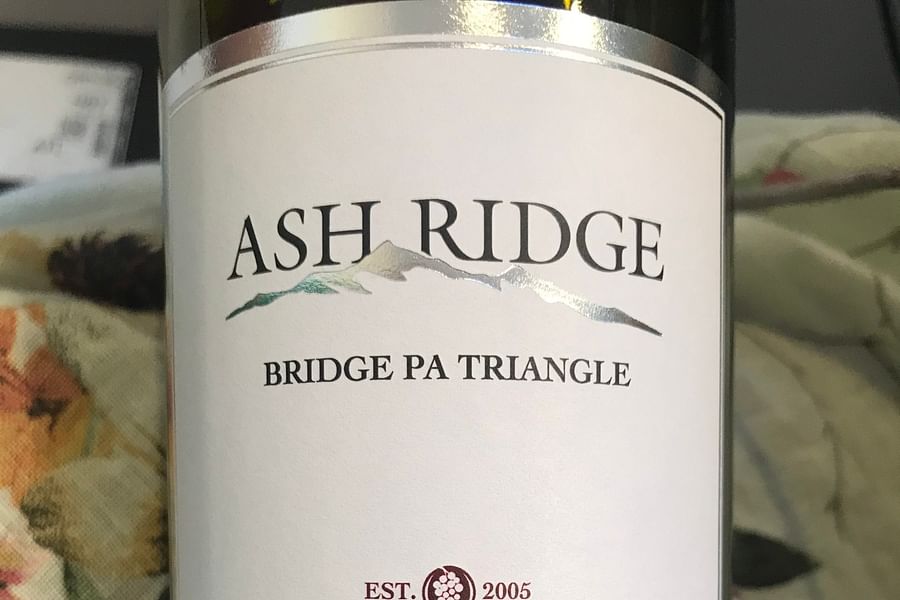 ASH RIDGE
BRIDGE PA TRIANGLE
EST. 2005